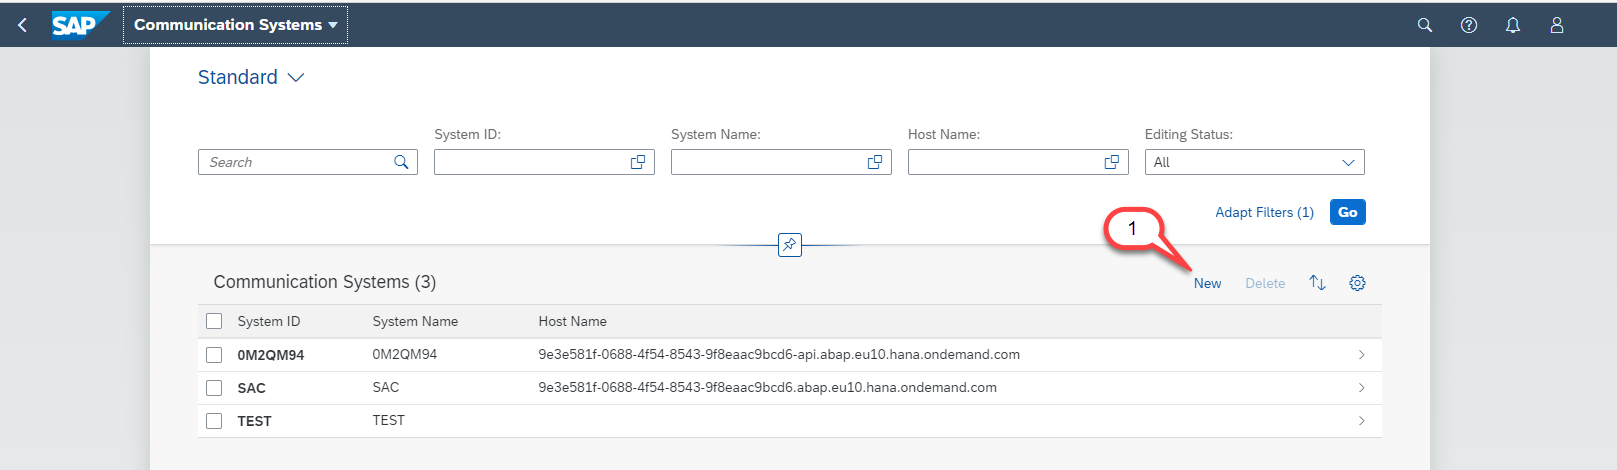 SAP Communication Systems
Standard
System ID: System Name: Host Name: Editing Status:
Search All
Adapt Filters (1) Go
1
Communication Systems (3) New Delete
System ID System Name Host Name
0M2QM94 0M2QM94 9e3e581f-0688-4f54-8543-9f8eaac9bcd6-api.abap.eu10.hana.ondemand.com
SAC SAC 9e3e581f-0688-4f54-8543-9f8eaac9bcd6.abap.eu10.hana.ondemand.com
TEST TEST